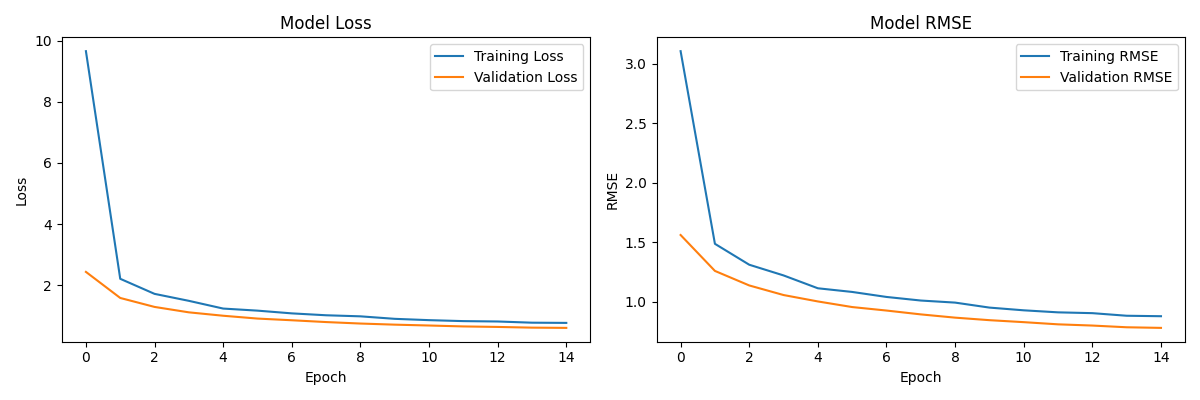 Model Loss
Training Loss
Validation Loss
Loss
10
8
6
4
2
0 2 4 6 8 10 12 14
Epoch
Model RMSE
Training RMSE
Validation RMSE
RMSE
3.0
2.5
2.0
1.5
1.0
0 2 4 6 8 10 12 14
Epoch